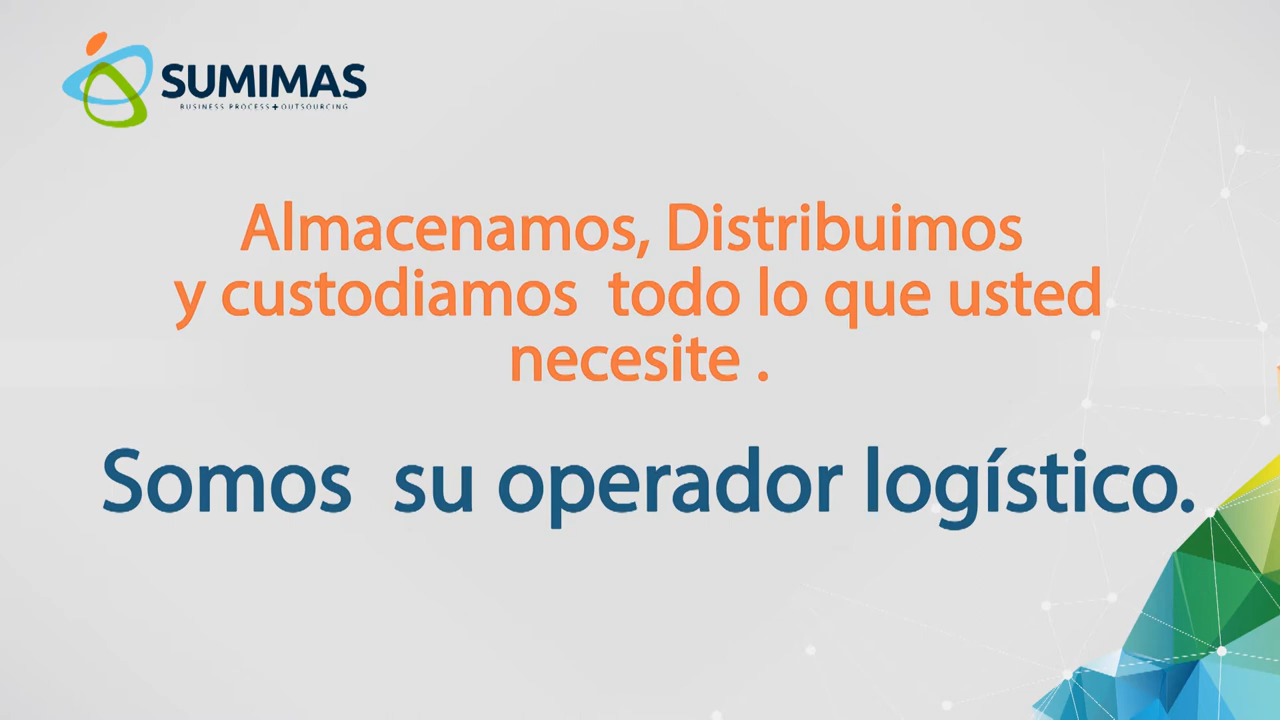 SUMIMAS
BUSINESS PROCESS + OUTSOURCING
Almacenamos, Distribuimos
y custodiamos  todo lo que usted
necesite .
Somos  su operador logístico.